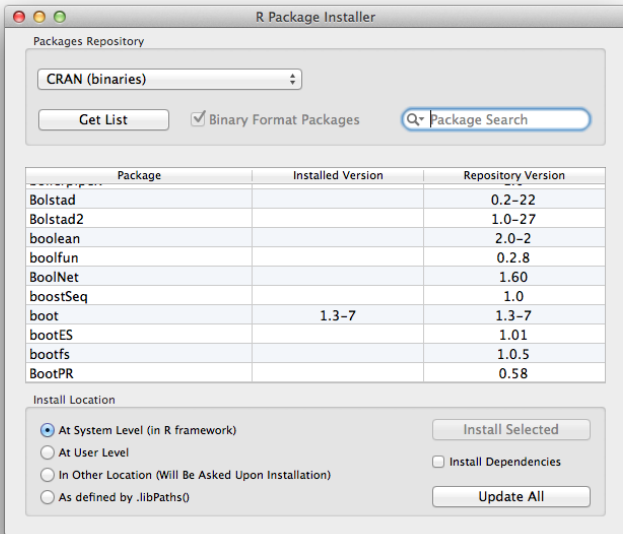 R Package Installer
Packages Repository
CRAN (binaries)
Get List Binary Format Packages Package Search
Package Installed Version Repository Version
Bolstad 0.2-22
Bolstad2 1.0-27
boolean 2.0-2
boolfun 0.2.8
BoolNet 1.60
boostSeq 1.0
boot 1.3-7 1.3-7
bootES 1.01
bootfs 1.0.5
BootPR 0.58
Install Location
At System Level (in R framework) Install Selected
At User Level
Install Dependencies
In Other Location (Will Be Asked Upon Installation)
As defined by .libPaths() Update All